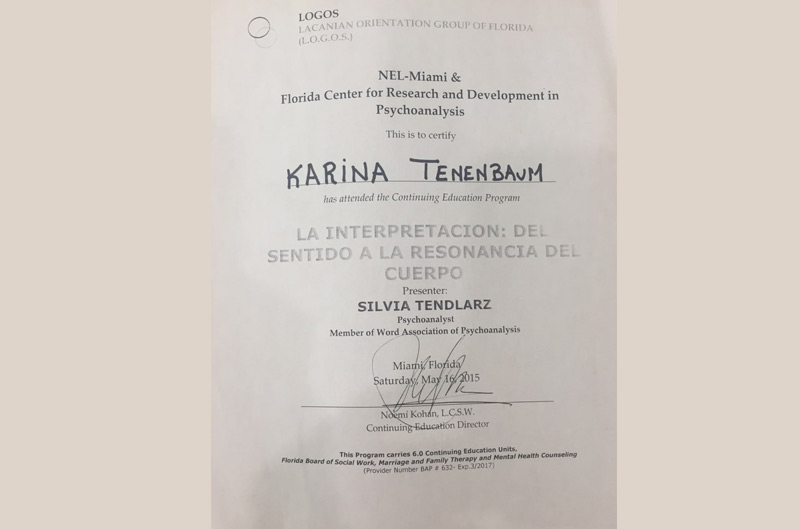 LOGOS
LACANIAN ORIENTATION GROUP OF FLORIDA
(L.O.G.O.S.)
NEL-Miami &
Florida Center for Research and Development in
Psychoanalysis
This is to certify
KARINA TENENBAUM
has attended the Continuing Education Program
LA INTERPRETACION: DEL
SENTIDO A LA RESONANCIA DEL
CUERPO
Presenter:
SILVIA TENDLARZ
Psychoanalyst
Member of Word Association of Psychoanalysis
Miami, Florida
Saturday, May 16, 2015
Noemi Kohan, L.C.S.W.
Continuing Education Director
This Program carries 6.0 Continuing Education Units,
Florida Board of Social Work, Marriage and Family Therapy and Mental Health Counseling
(Provider Number BAP # 632- Exp.3/2017)